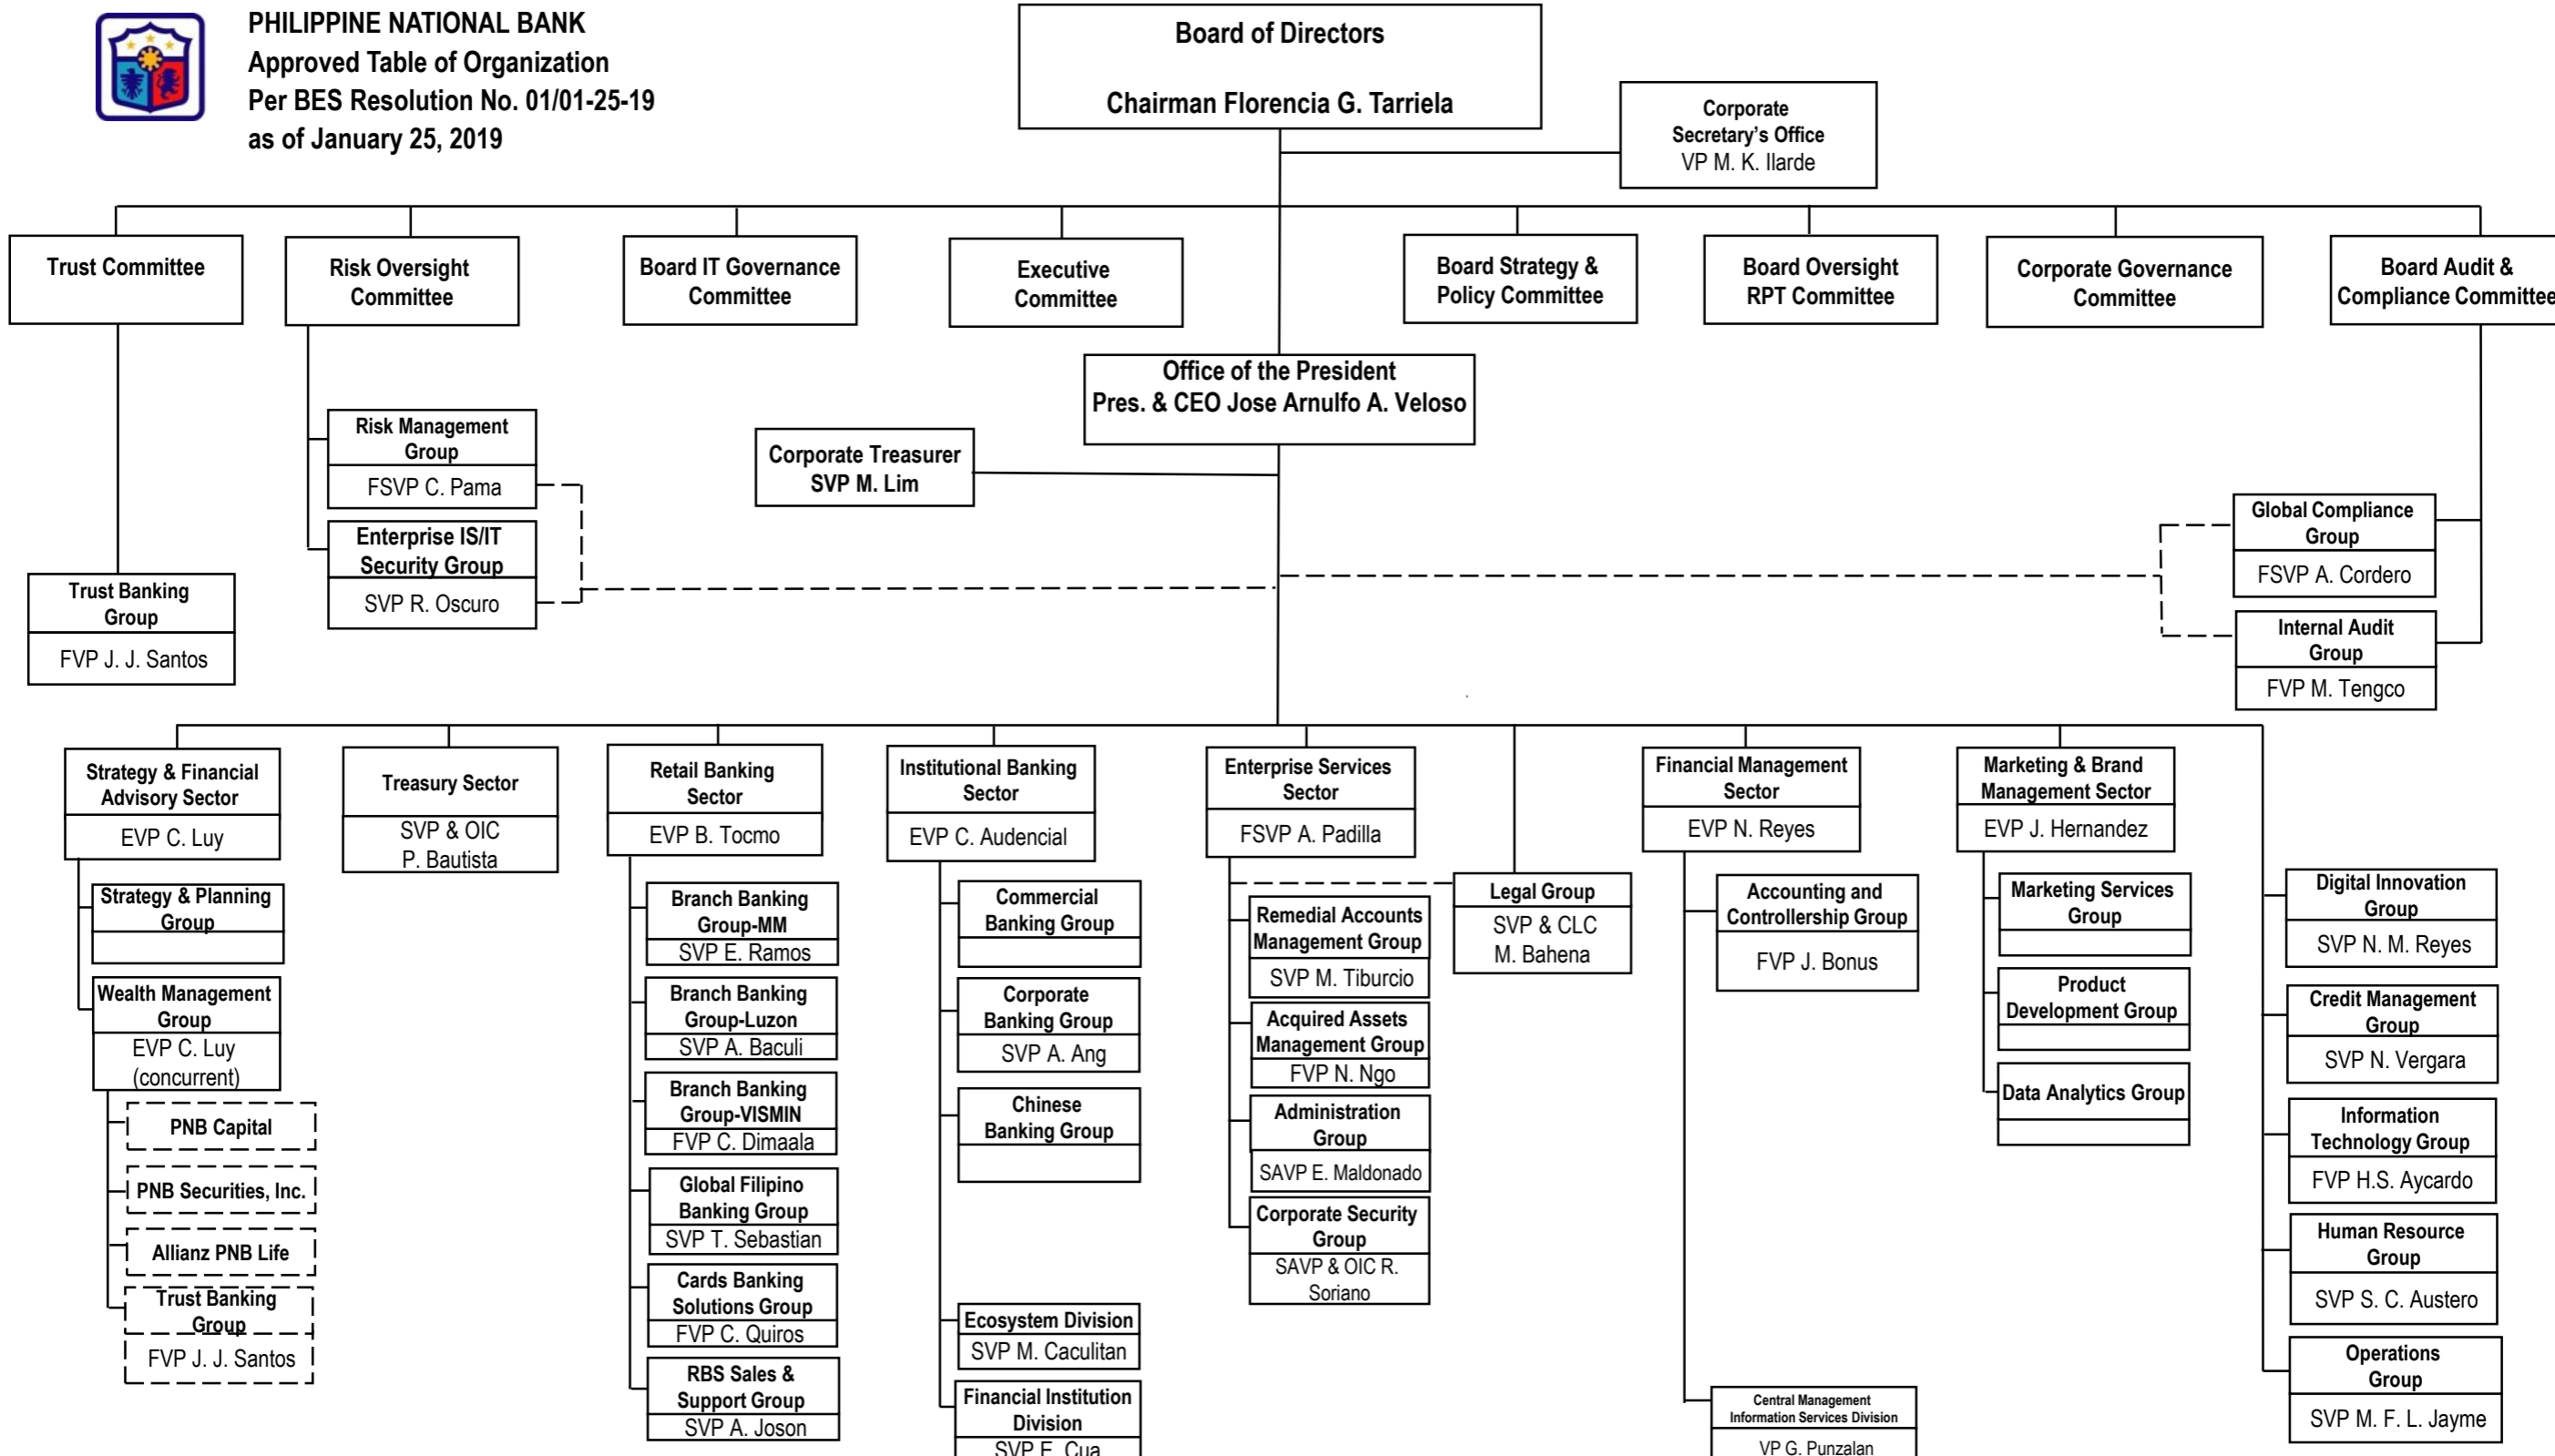 PHILIPPINE NATIONAL BANK
Approved Table of Organization
Per BES Resolution No. 01/01-25-19
as of January 25, 2019
Board of Directors
Chairman Florencia G. Tarriela
Corporate
Secretary's Office
VP M. K. Ilarde
Trust Committee
Risk Oversight
Committee
Board IT Governance
Committee
Executive
Committee
Board Strategy &
Policy Committee
Board Oversight
RPT Committee
Corporate Governance
Committee
Board Audit &
Compliance Committee
Office of the President
Pres. & CEO Jose Arnulfo A. Veloso
Corporate Treasurer
SVP M. Lim
Risk Management
Group
FSVP C. Pama
Enterprise IS/IT
Security Group
SVP R. Oscuro
Trust Banking
Group
FVP J. J. Santos
Global Compliance
Group
FSVP A. Cordero
Internal Audit
Group
FVP M. Tengco
Strategy & Financial
Advisory Sector
EVP C. Luy
Strategy & Planning
Group
Wealth Management
Group
EVP C. Luy
(concurrent)
PNB Capital
PNB Securities, Inc.
Allianz PNB Life
Trust Banking
Group
FVP J. J. Santos
Treasury Sector
SVP & OIC
P. Bautista
Retail Banking
Sector
EVP B. Tocmo
Branch Banking
Group-MM
SVP E. Ramos
Branch Banking
Group-Luzon
SVP A. Baculi
Branch Banking
Group-VISMIN
FVP C. Dimaala
Global Filipino
Banking Group
SVP T. Sebastian
Cards Banking
Solutions Group
FVP C. Quiros
RBS Sales &
Support Group
SVP A. Joson
Institutional Banking
Sector
EVP C. Audencial
Commercial
Banking Group
Corporate
Banking Group
SVP A. Ang
Chinese
Banking Group
Ecosystem Division
SVP M. Caculitan
Financial Institution
Division
SVP E. Cua
Enterprise Services
Sector
FSVP A. Padilla
Remedial Accounts
Management Group
SVP M. Tiburcio
Acquired Assets
Management Group
FVP N. Ngo
Administration
Group
SAVP E. Maldonado
Corporate Security
Group
SAVP & OIC R.
Soriano
Legal Group
SVP & CLC
M. Bahena
Financial Management
Sector
EVP N. Reyes
Accounting and
Controllership Group
FVP J. Bonus
Central Management
Information Services Division
VP G. Punzalan
Marketing & Brand
Management Sector
EVP J. Hernandez
Marketing Services
Group
Product
Development Group
Data Analytics Group
Digital Innovation
Group
SVP N. M. Reyes
Credit Management
Group
SVP N. Vergara
Information
Technology Group
FVP H.S. Aycardo
Human Resource
Group
SVP S. C. Austero
Operations
Group
SVP M. F. L. Jayme